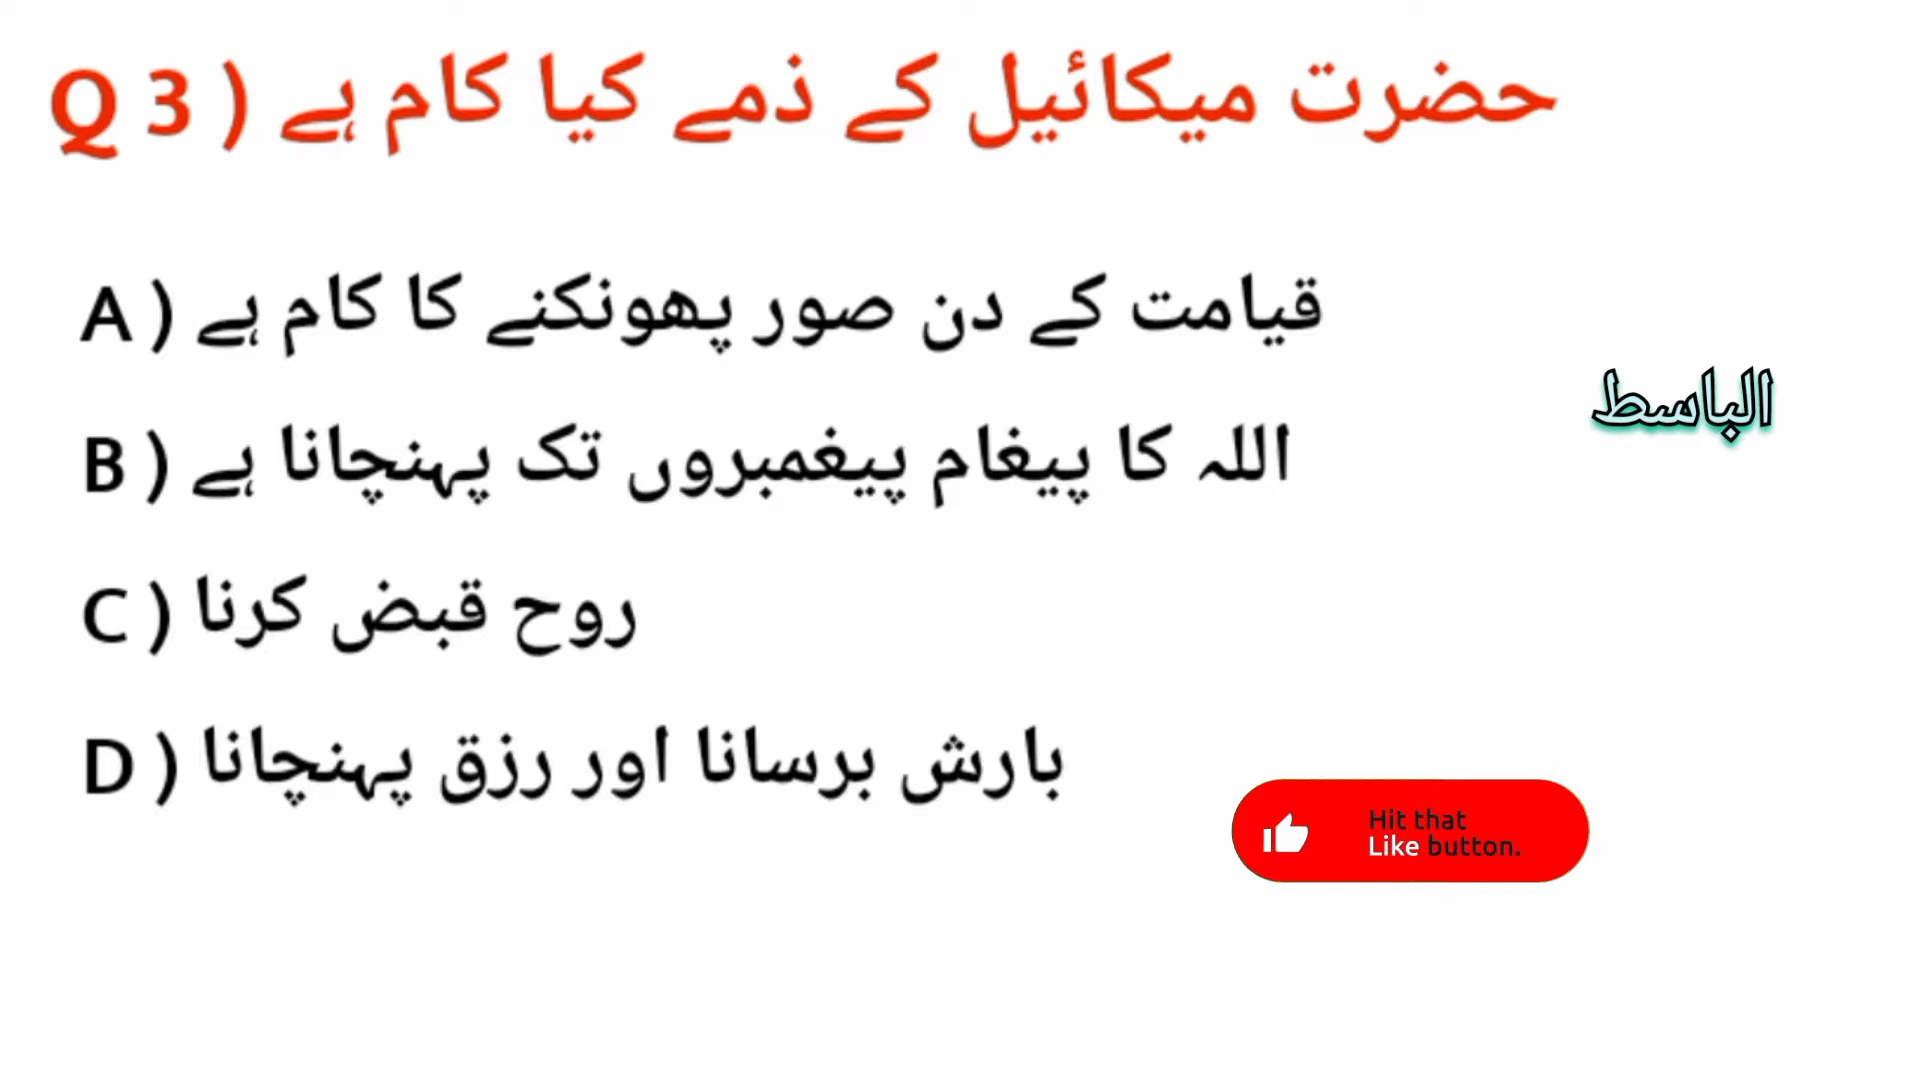 Q 3 ) حضرت میکائیل کے ذمے کیا کام ہے
A ) قیامت کے دن صور پھونکنے کا کام ہے
الباسط
B ) اللہ کا پیغام پیغمبروں تک پہنچانا ہے
C ) روح قبض کرنا
D ) بارش برسانا اور رزق پہنچانا
Hit that
Like button.